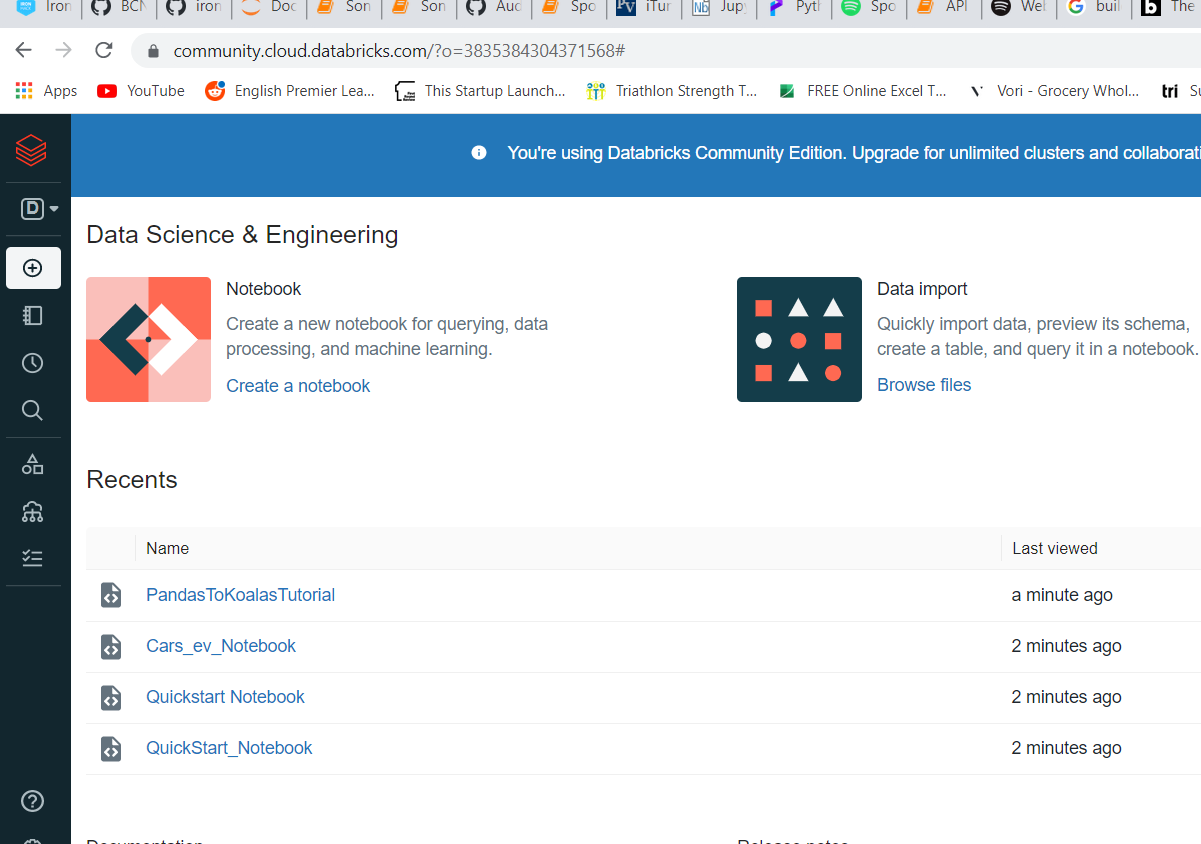 Iron BCN iron Doc Son Son Aud Spo iTun Jupy Pyth Spo API Web buil The
community.cloud.databricks.com/?o=3835384304371568#
Apps YouTube English Premier Lea... This Startup Launch... Triathlon Strength T... FREE Online Excel T... Vori - Grocery Whol... tri Su
You're using Databricks Community Edition. Upgrade for unlimited clusters and collaborati
D
Data Science & Engineering
Notebook
Create a new notebook for querying, data
processing, and machine learning.
Create a notebook
Data import
Quickly import data, preview its schema,
create a table, and query it in a notebook.
Browse files
Recents
Name Last viewed
PandasToKoalasTutorial a minute ago
Cars_ev_Notebook 2 minutes ago
Quickstart Notebook 2 minutes ago
QuickStart_Notebook 2 minutes ago
Documentation Release notes